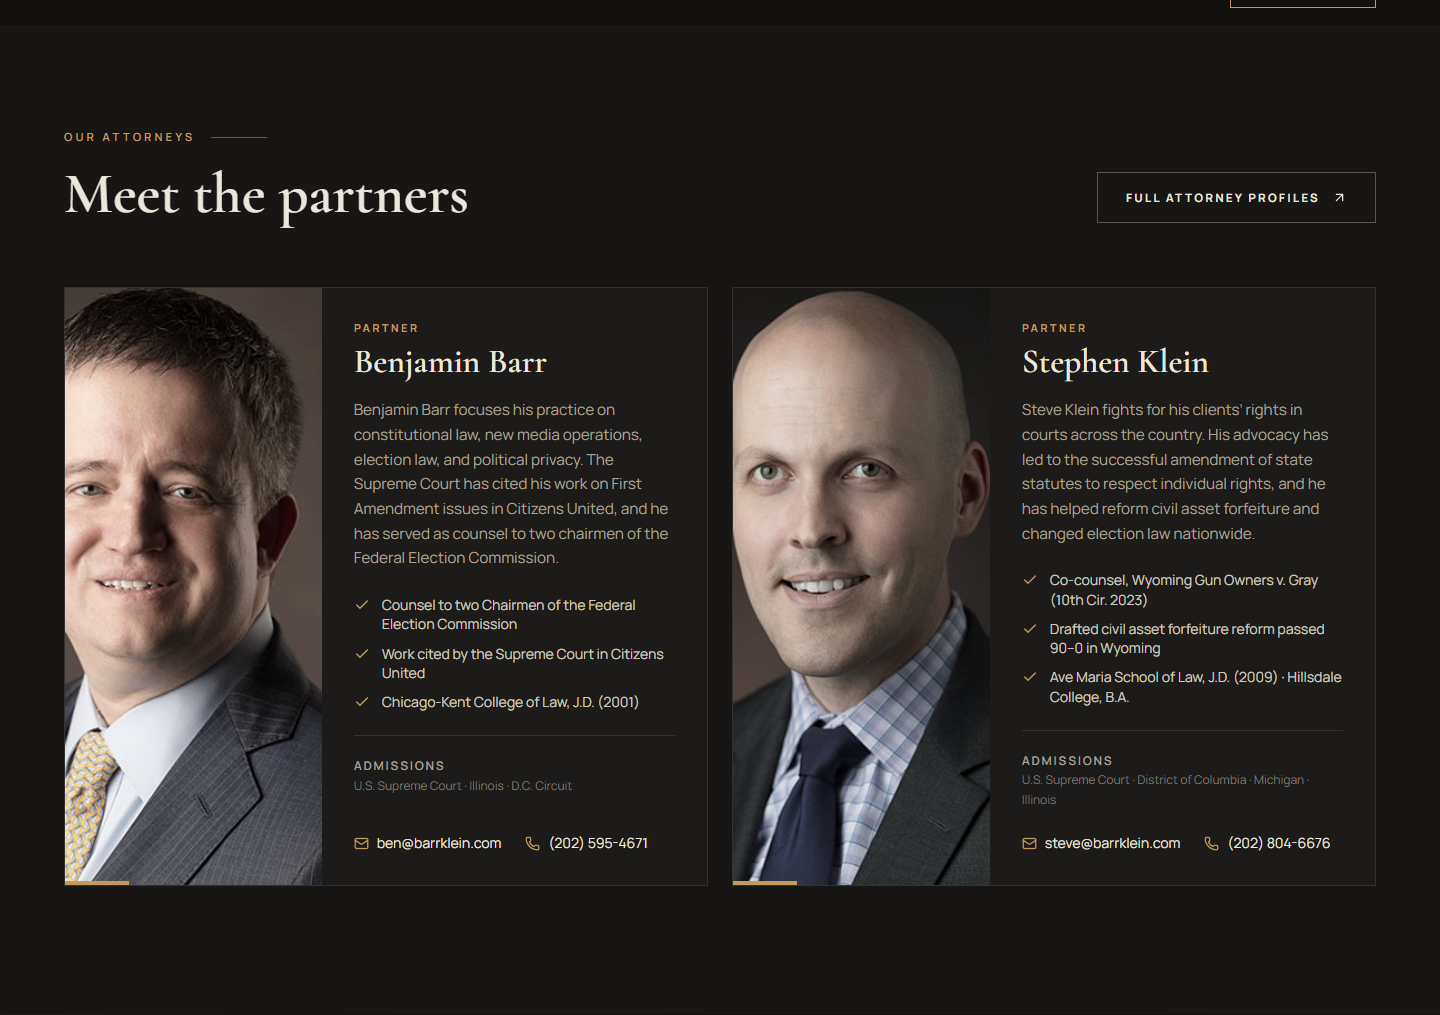 OUR ATTORNEYS
Meet the partners
FULL ATTORNEY PROFILES
PARTNER
Benjamin Barr
Benjamin Barr focuses his practice on
constitutional law, new media operations,
election law, and political privacy. The
Supreme Court has cited his work on First
Amendment issues in Citizens United, and he
has served as counsel to two chairmen of the
Federal Election Commission.
Counsel to two Chairmen of the Federal
Election Commission
Work cited by the Supreme Court in Citizens
United
Chicago-Kent College of Law, J.D. (2001)
ADMISSIONS
U.S. Supreme Court · Illinois · D.C. Circuit
ben@barrklein.com (202) 595-4671
PARTNER
Stephen Klein
Steve Klein fights for his clients’ rights in
courts across the country. His advocacy has
led to the successful amendment of state
statutes to respect individual rights, and he
has helped reform civil asset forfeiture and
changed election law nationwide.
Co-counsel, Wyoming Gun Owners v. Gray
(10th Cir. 2023)
Drafted civil asset forfeiture reform passed
90–0 in Wyoming
Ave Maria School of Law, J.D. (2009) · Hillsdale
College, B.A.
ADMISSIONS
U.S. Supreme Court · District of Columbia · Michigan ·
Illinois
steve@barrklein.com (202) 804-6676